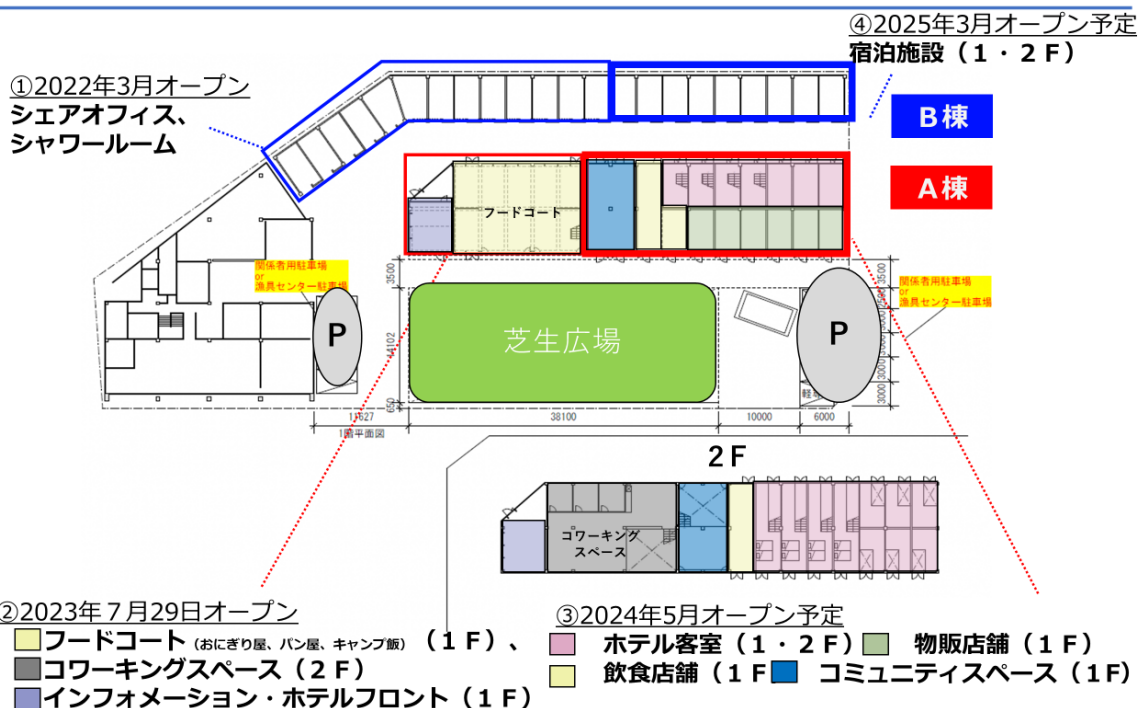 ④2025年3月オープン予定
宿泊施設（１・２Ｆ）
①2022年3月オープン
シェアオフィス、
シャワールーム
B棟
A棟
フードコート
関係者用駐車場
or
漁具センター駐車場
関係者用駐車場
or
漁具センター駐車場
P
芝生広場
P
3500
14102
650
3500
3000
3000
11627
38100
10000
6000
1階平面図
２Ｆ
コワーキング
スペース
②2023年７月29日オープン
フードコート（おにぎり屋、パン屋、キャンプ飯）（１Ｆ）、
コワーキングスペース（２Ｆ）
インフォメーション・ホテルフロント（１Ｆ）
③2024年5月オープン予定
ホテル客室（１・２Ｆ） 物販店舗（１Ｆ）
飲食店舗（１Ｆ コミュニティスペース（１Ｆ）